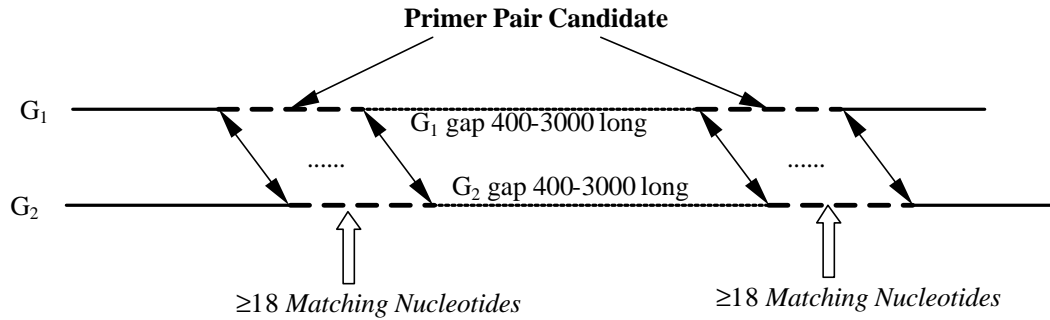 Primer Pair Candidate
G₁
G₁ gap 400-3000 long
......
......
G₂ gap 400-3000 long
G₂
≥18 Matching Nucleotides
≥18 Matching Nucleotides